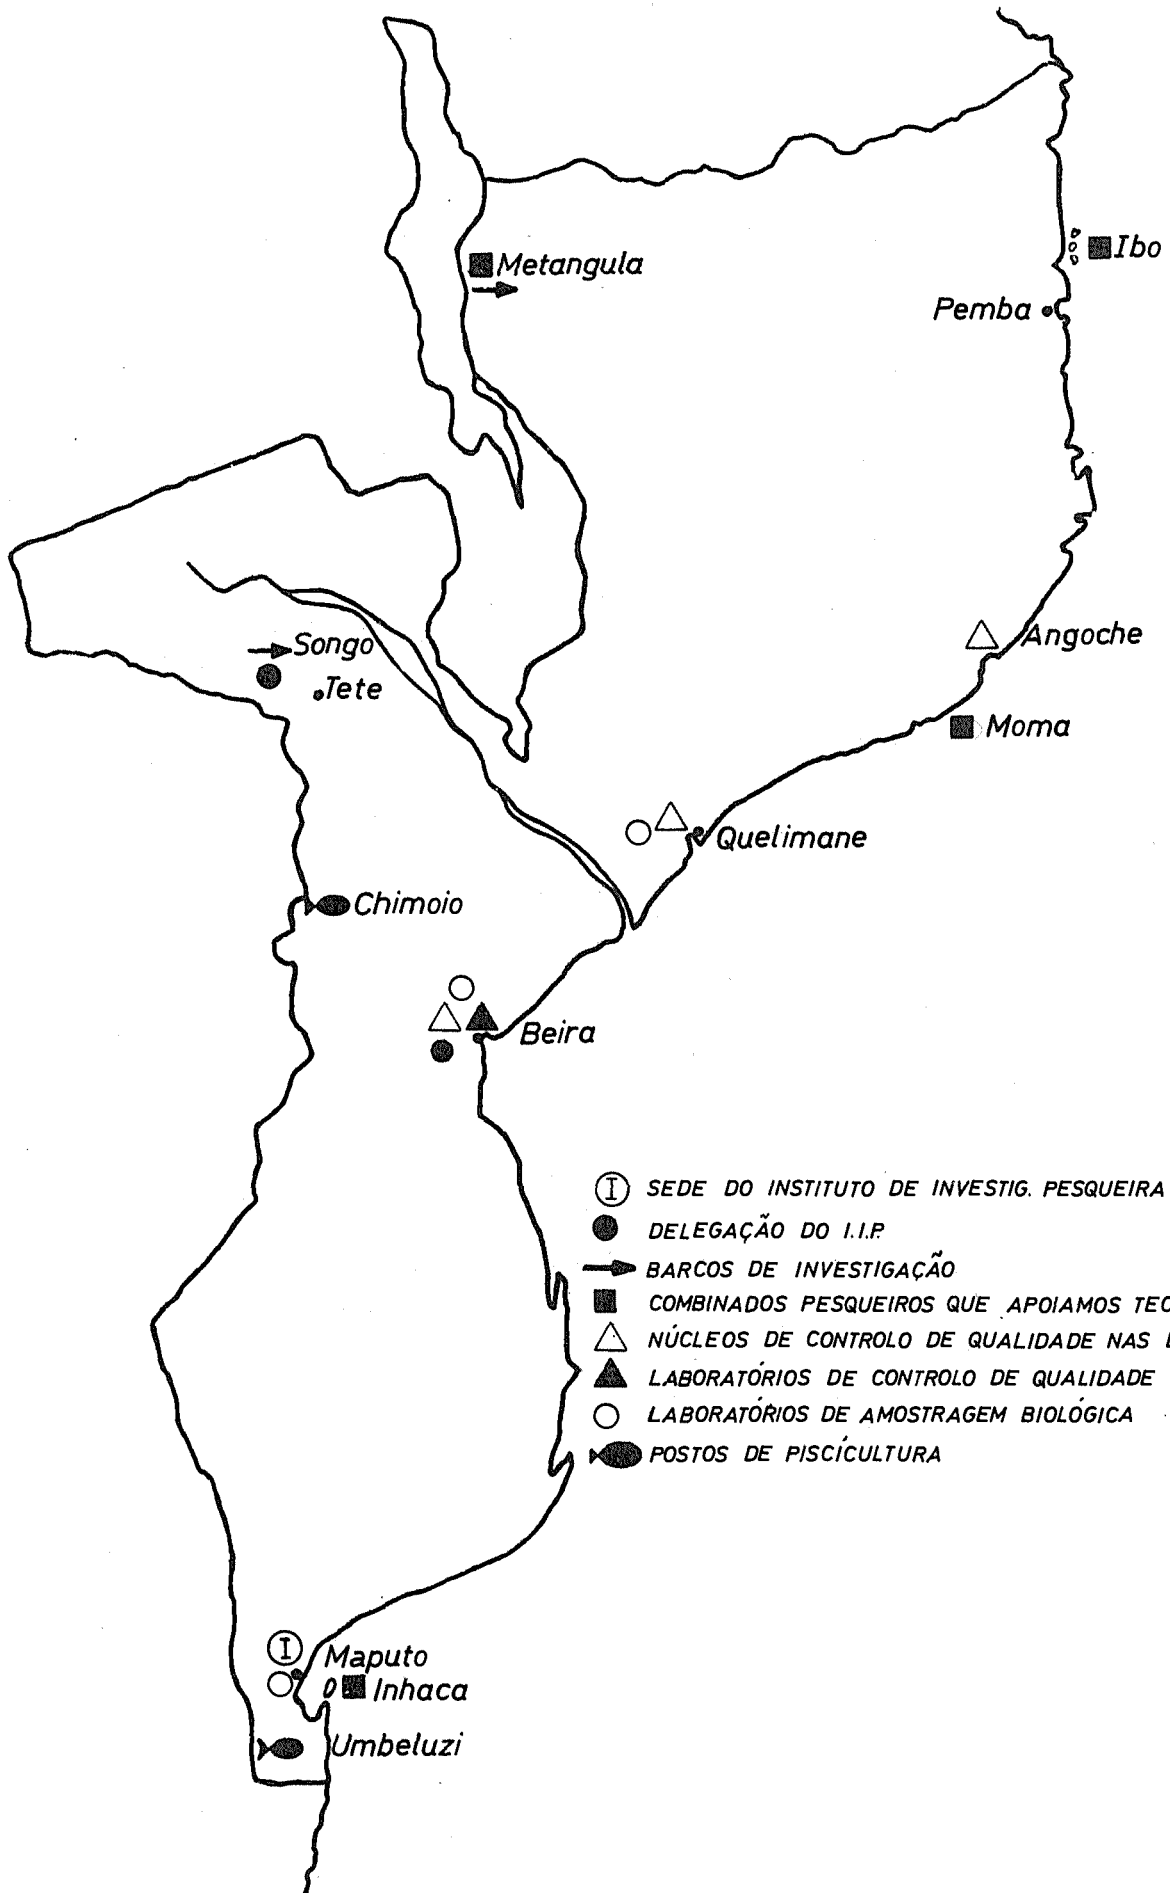 Metangula
Ibo
Pemba
Songo
Tete
Angoche
Moma
Quelimane
Chimoio
Beira
I SEDE DO INSTITUTO DE INVESTIG. PESQUEIRA
DELEGAÇÃO DO I.I.P.
BARCOS DE INVESTIGAÇÃO
COMBINADOS PESQUEIROS QUE APOIAMOS
NÚCLEOS DE CONTROLO DE QUALIDADE NAS
LABORATÓRIOS DE CONTROLO DE QUALIDADE
LABORATÓRIOS DE AMOSTRAGEM BIOLÓGICA
POSTOS DE PISCÍCULTURA
I
Maputo
Inhaca
Umbeluzi